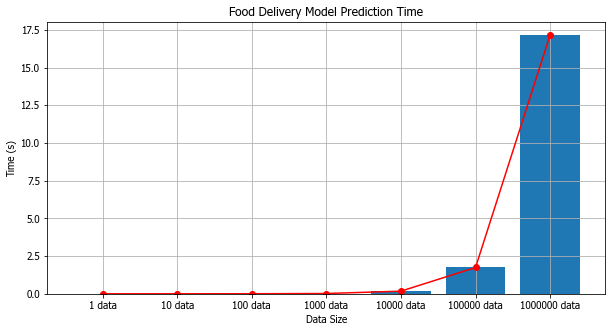 Food Delivery Model Prediction Time
Time (s)
17.5
15.0
12.5
10.0
7.5
5.0
2.5
0.0
1 data 10 data 100 data 1000 data 10000 data 100000 data 1000000 data
Data Size